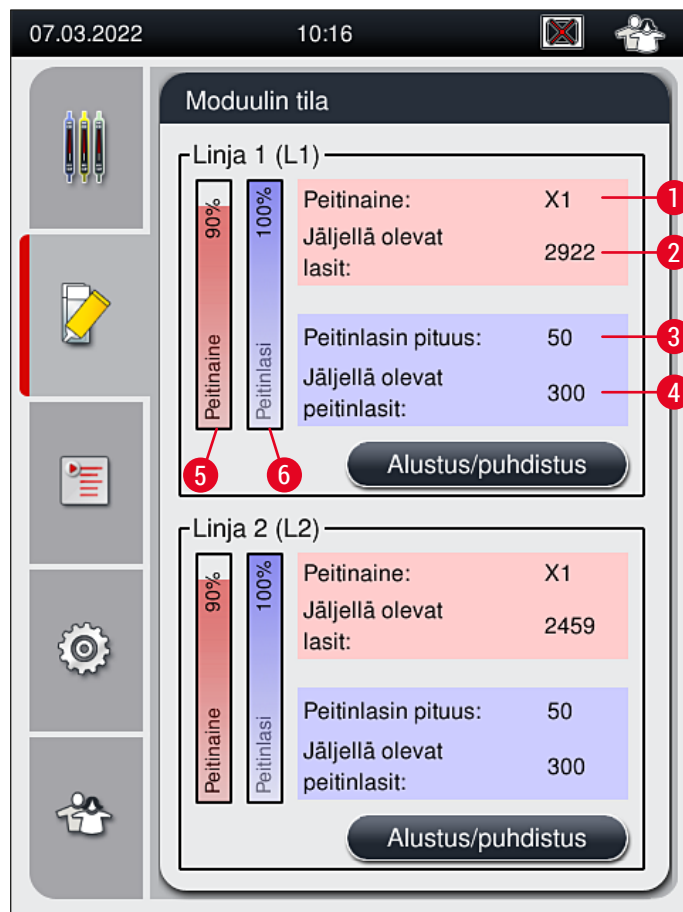 07.03.2022 10:16
Moduulin tila
Linja 1 (L1)
90%
Peitinaine
100%
Peitinlasi
Peitinaine: X1
1
Jäljellä olevat
lasit: 2922
2
Peitinlasin pituus: 50
3
Jäljellä olevat
peitinlasit: 300
4
5
6
Alustus/puhdistus
Linja 2 (L2)
90%
Peitinaine
100%
Peitinlasi
Peitinaine: X1
Jäljellä olevat
lasit: 2459
Peitinlasin pituus: 50
Jäljellä olevat
peitinlasit: 300
Alustus/puhdistus